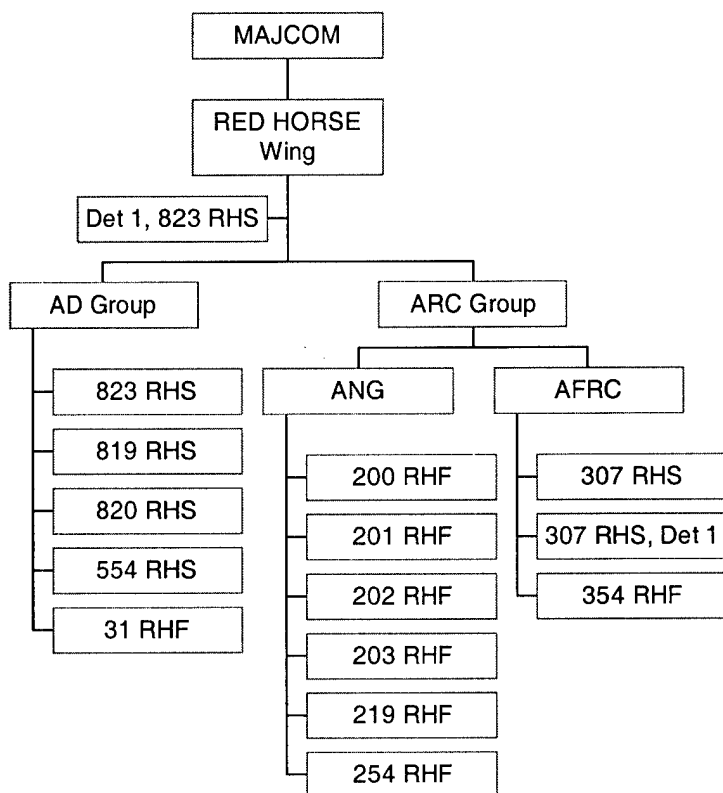 MAJCOM
RED HORSE
Wing
Det 1, 823 RHS
AD Group
ARC Group
823 RHS
819 RHS
820 RHS
554 RHS
31 RHF
ANG
AFRC
200 RHF
201 RHF
202 RHF
203 RHF
219 RHF
254 RHF
307 RHS
307 RHS, Det 1
354 RHF